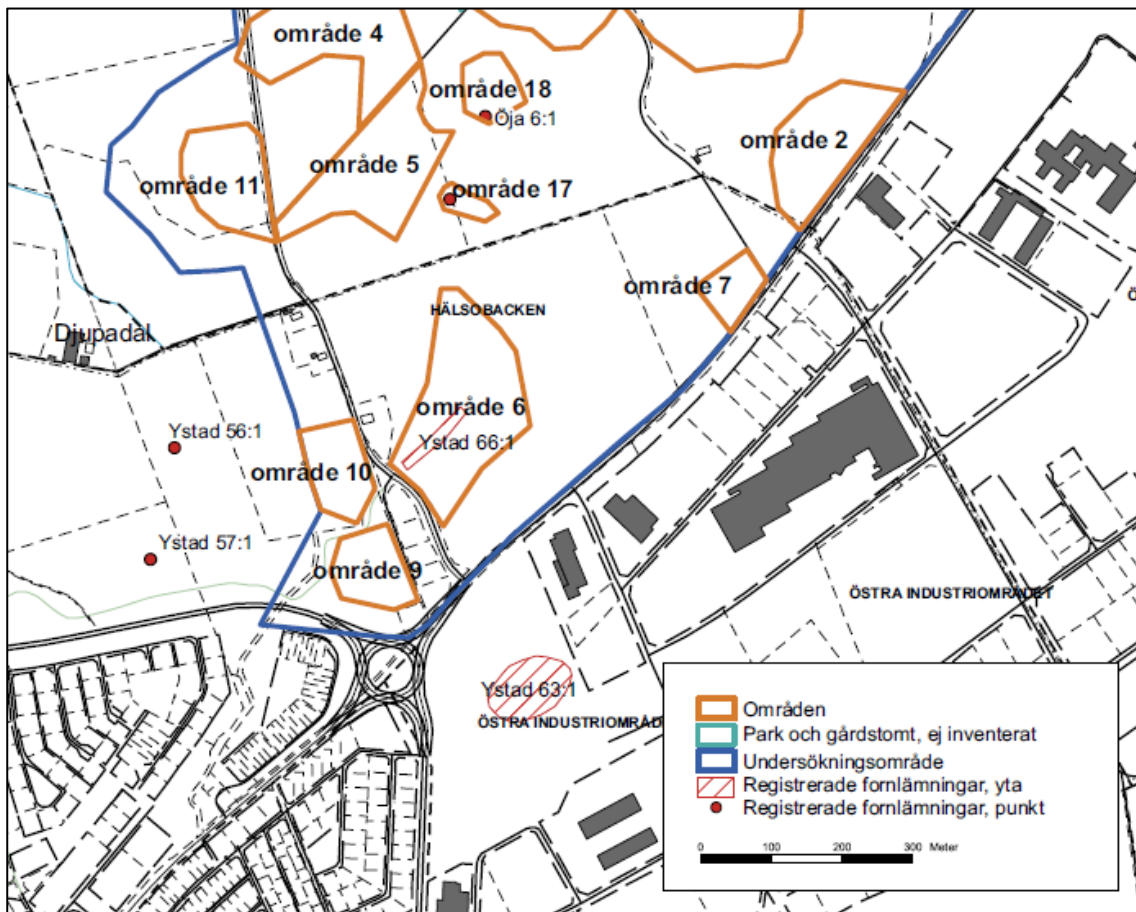 område 4
område 18
Öja 6:1
område 2
område 11
område 5
område 17
område 7
HÄLSOBACKEN
Djupadal
område 6
Ystad 56:1
Ystad 66:1
område 10
Ystad 57:1
område 9
ÖSTRA INDUSTRIOMRÅDET
Ystad 63:1
ÖSTRA INDUSTRIOMRÅD
Områden
Park och gårdstomt, ej inventerat
Undersökningsområde
Registrerade fornlämningar, yta
Registrerade fornlämningar, punkt
0 100 200 300 Meter